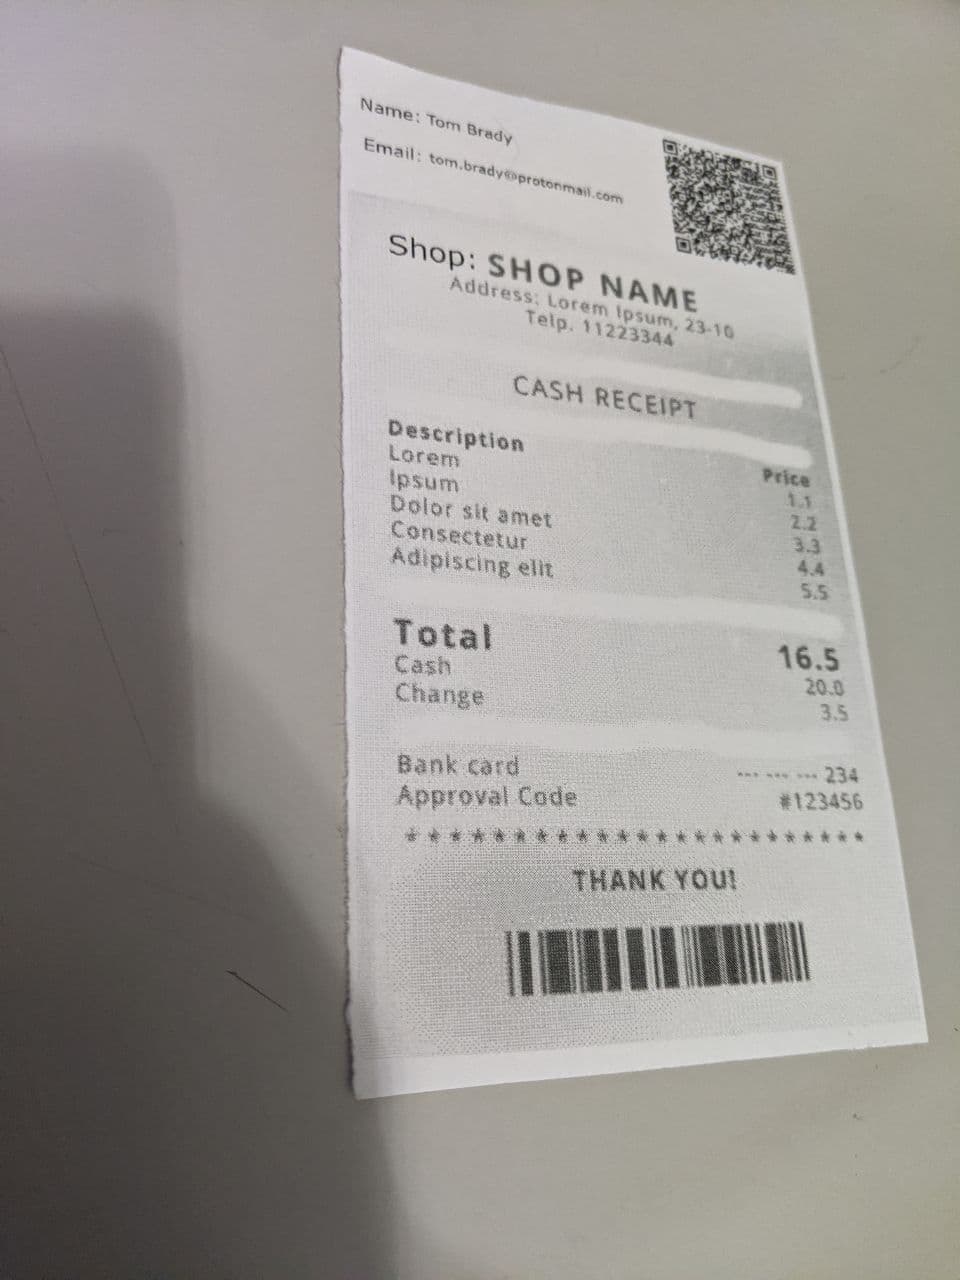 Name: Tom Brady
Email: tom.brady@protonmail.com
Shop: SHOP NAME
Address: Lorem Ipsum, 23-10
Telp. 11223344
CASH RECEIPT
Description Price
Lorem 1.1
Ipsum 2.2
Dolor sit amet 3.3
Consectetur 4.4
Adipiscing elit 5.5
Total 16.5
Cash 20.0
Change 3.5
Bank card --- --- --- 234
Approval Code #123456
************************
THANK YOU!